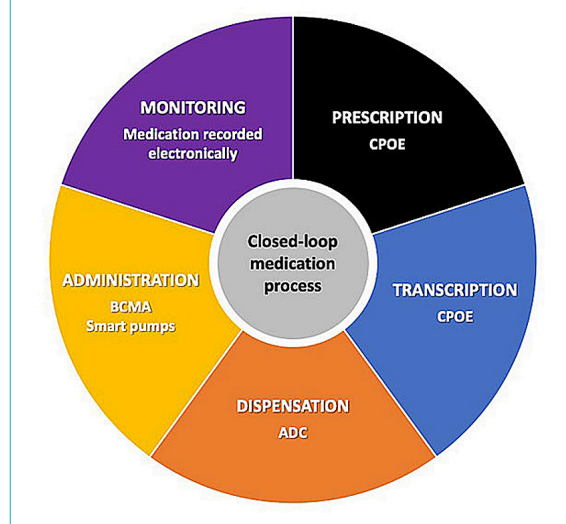 MONITORING
Medication recorded
electronically
PRESCRIPTION
CPOE
Closed-loop
medication
process
ADMINISTRATION
BCMA
Smart pumps
TRANSCRIPTION
CPOE
DISPENSATION
ADC